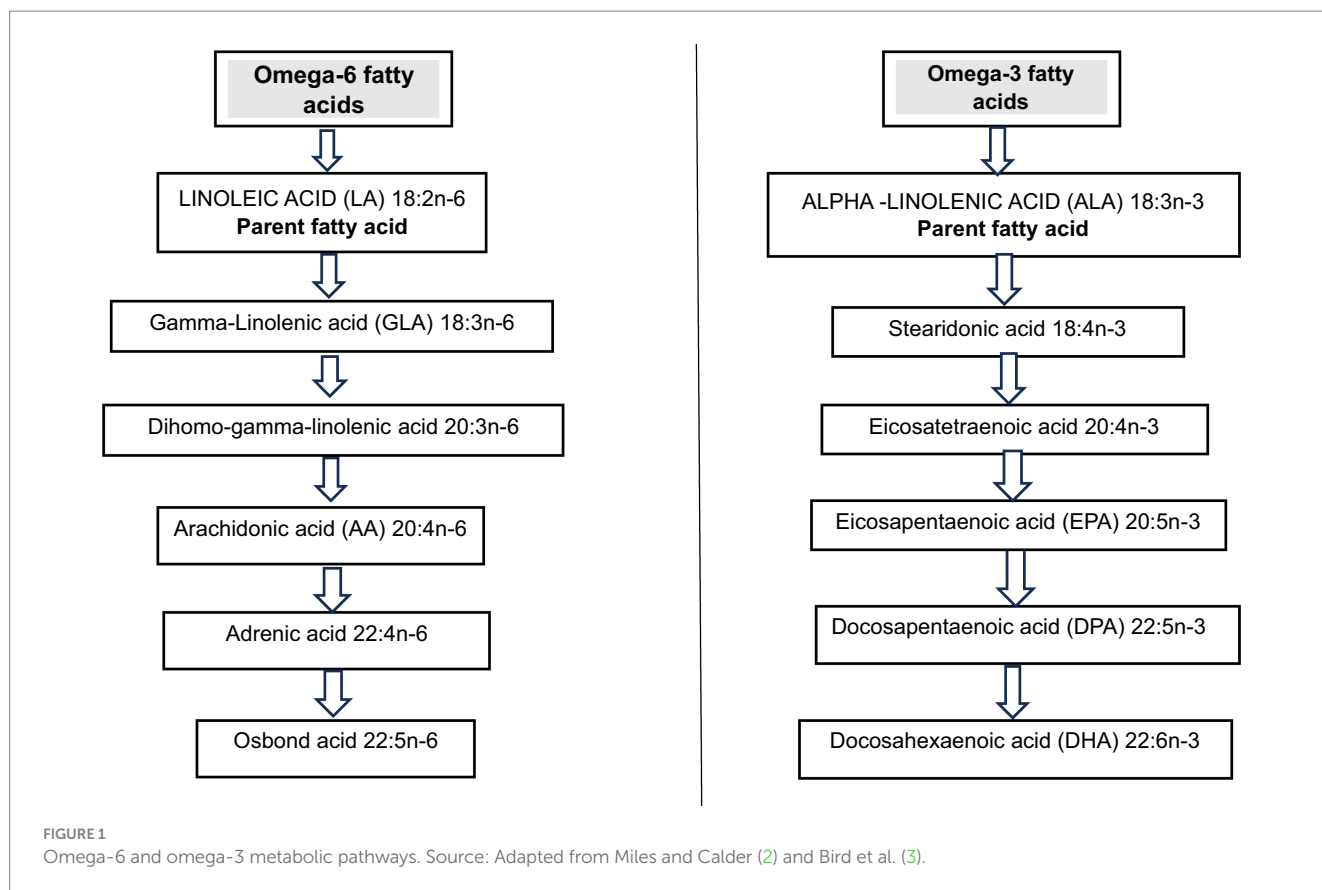 Omega-6 fatty
acids
LINOLEIC ACID (LA) 18:2n-6
Parent fatty acid
Gamma-Linolenic acid (GLA) 18:3n-6
Dihomo-gamma-linolenic acid 20:3n-6
Arachidonic acid (AA) 20:4n-6
Adrenic acid 22:4n-6
Osbond acid 22:5n-6
Omega-3 fatty
acids
ALPHA -LINOLENIC ACID (ALA) 18:3n-3
Parent fatty acid
Stearidonic acid 18:4n-3
Eicosatetraenoic acid 20:4n-3
Eicosapentaenoic acid (EPA) 20:5n-3
Docosapentaenoic acid (DPA) 22:5n-3
Docosahexaenoic acid (DHA) 22:6n-3
FIGURE 1
Omega-6 and omega-3 metabolic pathways. Source: Adapted from Miles and Calder (2) and Bird et al. (3).